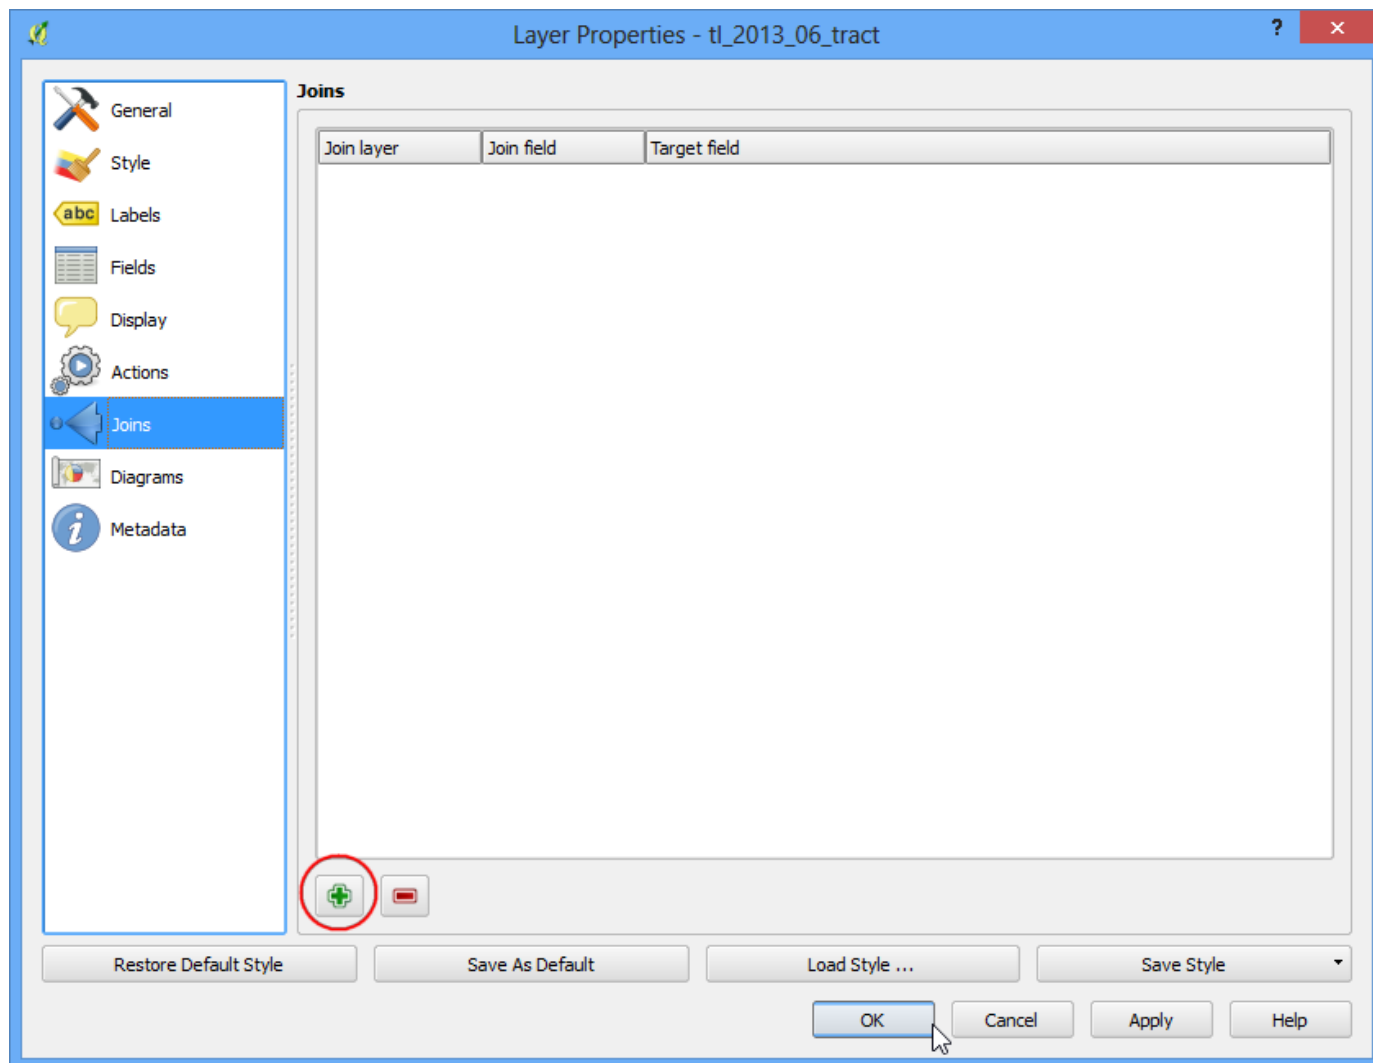 Layer Properties - tl_2013_06_tract
?
General
Style
abc Labels
Fields
Display
Actions
Joins
Diagrams
i Metadata
Joins
Join layer Join field Target field
Restore Default Style Save As Default Load Style ... Save Style
OK Cancel Apply Help